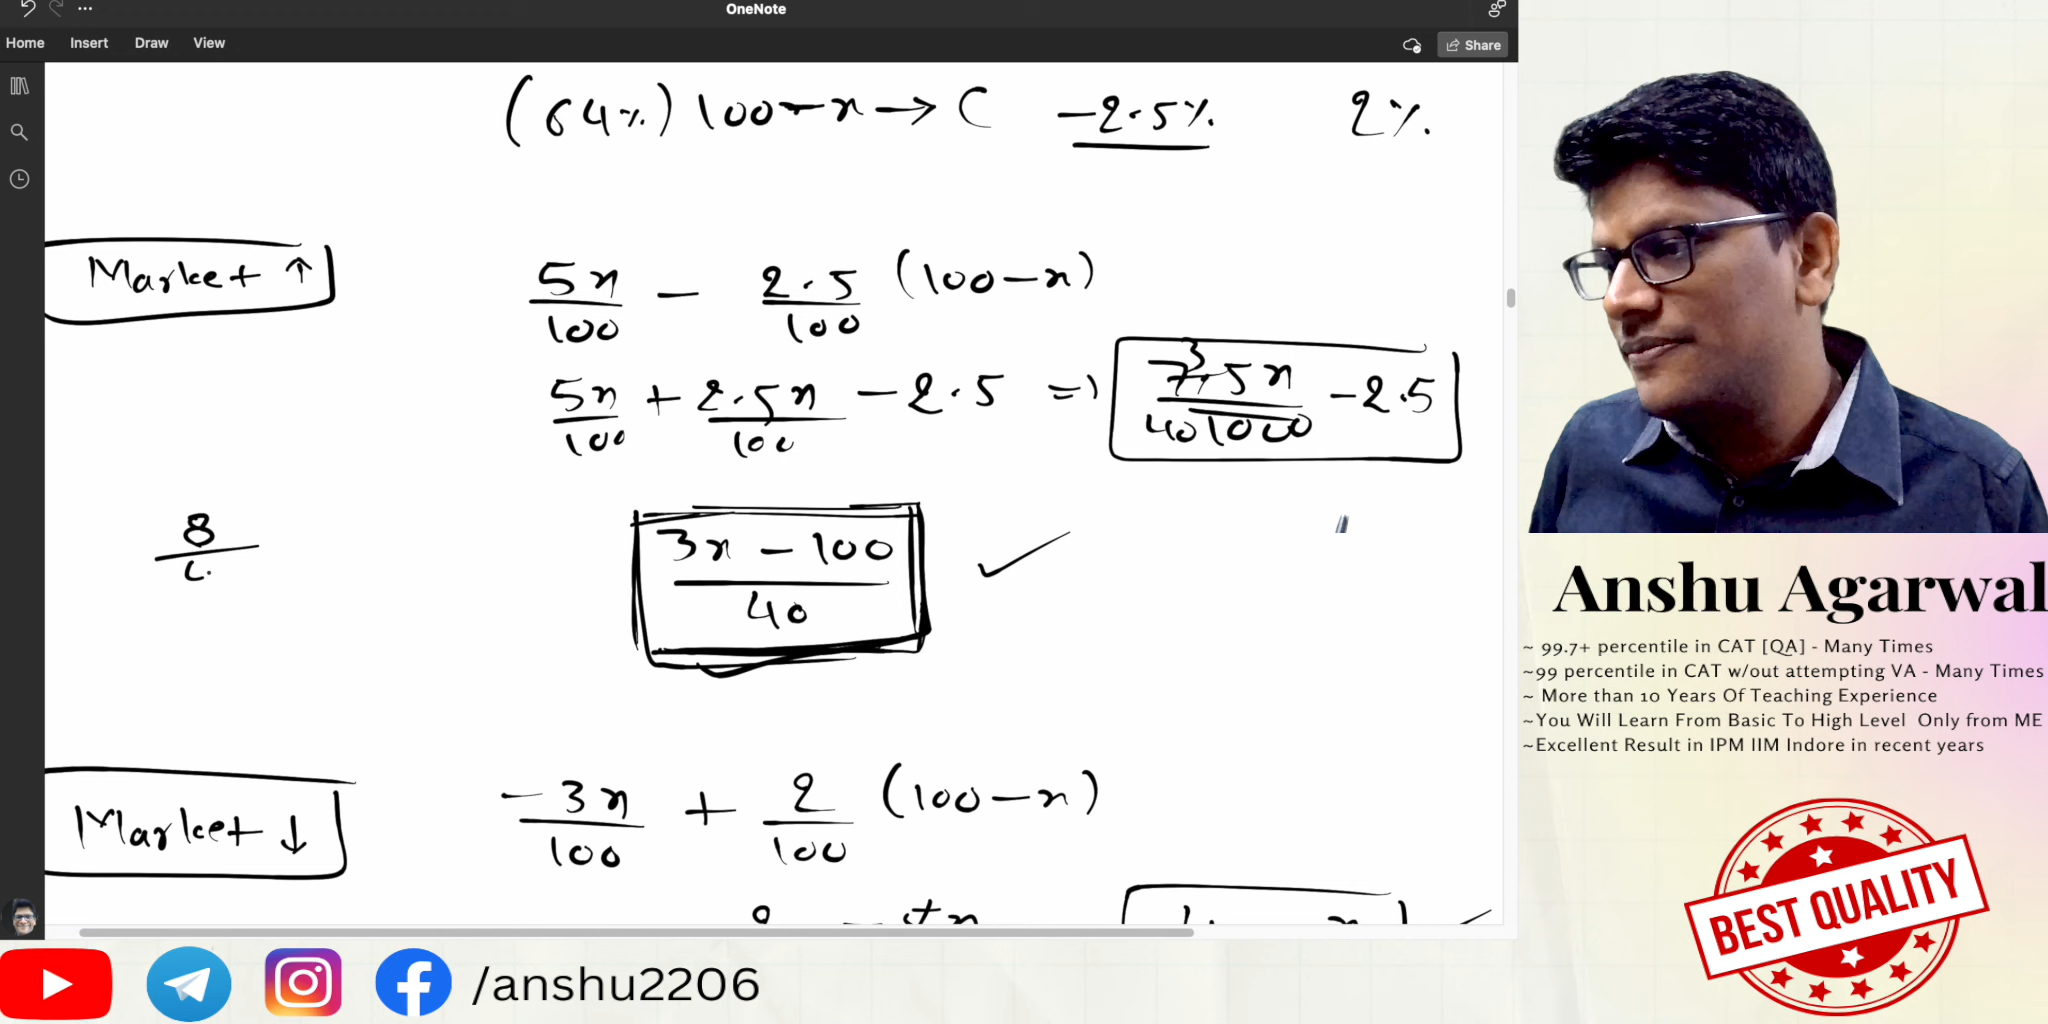 OneNote
Home Insert Draw View Share
(64%) 100-x → C -2.5% 2%
Market ↑
5x/100 - 2.5/100 (100-x)
5x/100 + 2.5x/100 - 2.5 ⇒ 7.5x/1000 3 40 - 2.5
8
3x - 100 / 40 ✓
Market ↓
-3x/100 + 2/100 (100-x)
Anshu Agarwal
~ 99.7+ percentile in CAT [QA] - Many Times
~99 percentile in CAT w/out attempting VA - Many Times
~ More than 10 Years Of Teaching Experience
~You Will Learn From Basic To High Level Only from ME
~Excellent Result in IPM IIM Indore in recent years
BEST QUALITY
/anshu2206